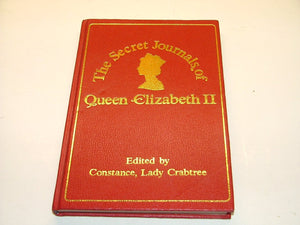 The Secret Journals of
Queen Elizabeth II
Edited by
Constance, Lady Crabtree